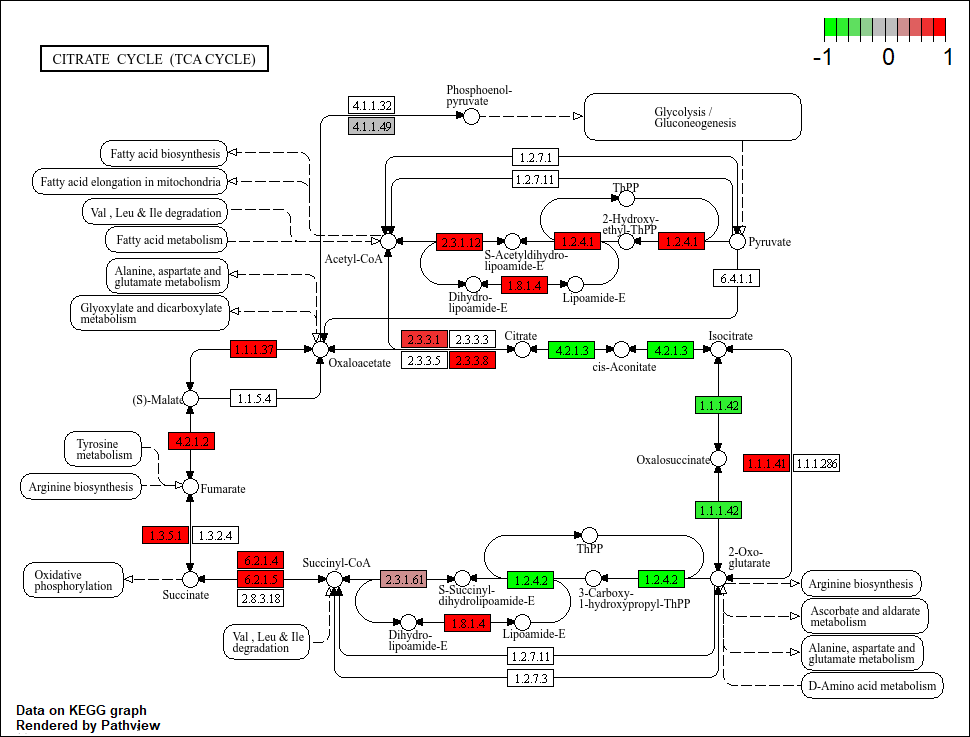 CITRATE CYCLE (TCA CYCLE)
-1 0 1
Phosphoenol-
pyruvate
4.1.1.32
4.1.1.49
Glycolysis /
Gluconeogenesis
Fatty acid biosynthesis
Fatty acid elongation in mitochondria
Val , Leu & Ile degradation
Fatty acid metabolism
Alanine, aspartate and
glutamate metabolism
Glyoxylate and dicarboxylate
metabolism
1.2.7.1
1.2.7.11
ThPP
2-Hydroxy-
ethyl-ThPP
Acetyl-CoA
2.3.1.12
S-Acetyldihydro-
lipoamide-E
1.2.4.1
1.2.4.1
Pyruvate
1.8.1.4
Dihydro-
lipoamide-E
Lipoamide-E
6.4.1.1
1.1.1.37
Oxaloacetate
2.3.3.1
2.3.3.3
2.3.3.5
2.3.3.8
Citrate
4.2.1.3
cis-Aconitate
4.2.1.3
Isocitrate
(S)-Malate
1.1.5.4
1.1.1.42
4.2.1.2
Tyrosine
metabolism
Arginine biosynthesis
Fumarate
Oxalosuccinate
1.1.1.41
1.1.1.286
1.1.1.42
1.3.5.1
1.3.2.4
ThPP
6.2.1.4
6.2.1.5
2.8.3.18
Succinyl-CoA
2-Oxo-
glutarate
Oxidative
phosphorylation
Succinate
2.3.1.61
S-Succinyl-
dihydrolipoamide-E
1.2.4.2
3-Carboxy-
1-hydroxypropyl-ThPP
1.2.4.2
Arginine biosynthesis
Ascorbate and aldarate
metabolism
Val , Leu & Ile
degradation
Dihydro-
lipoamide-E
1.8.1.4
Lipoamide-E
Alanine, aspartate and
glutamate metabolism
1.2.7.11
1.2.7.3
D-Amino acid metabolism
Data on KEGG graph
Rendered by Pathview